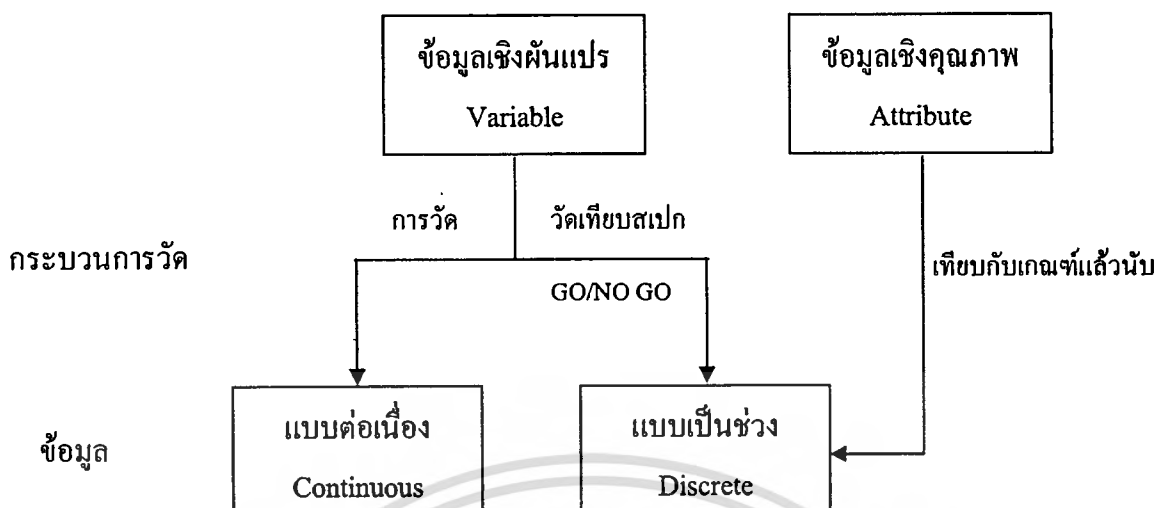 ข้อมูลเชิงผันแปร
Variable
ข้อมูลเชิงคุณภาพ
Attribute
การวัด
วัดเทียบสเปก
กระบวนการวัด
เทียบกับเกณฑ์แล้วนับ
GO/NO GO
ข้อมูล
แบบต่อเนื่อง
Continuous
แบบเป็นช่วง
Discrete